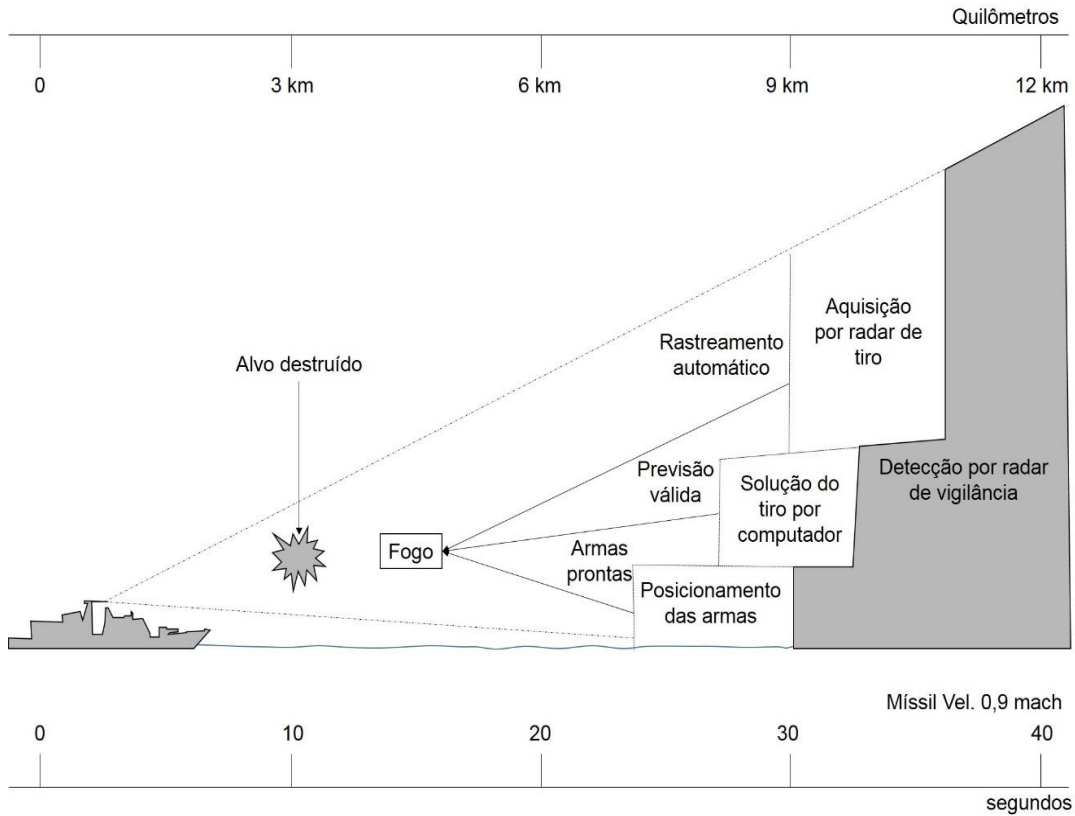 Quilômetros
0 3 km 6 km 9 km 12 km
Aquisição
por radar de
tiro
Rastreamento
automático
Alvo destruído
Detecção por radar
de vigilância
Previsão
válida
Solução do
tiro por
computador
Fogo
Armas
prontas
Posicionamento
das armas
Míssil Vel. 0,9 mach
0 10 20 30 40
segundos